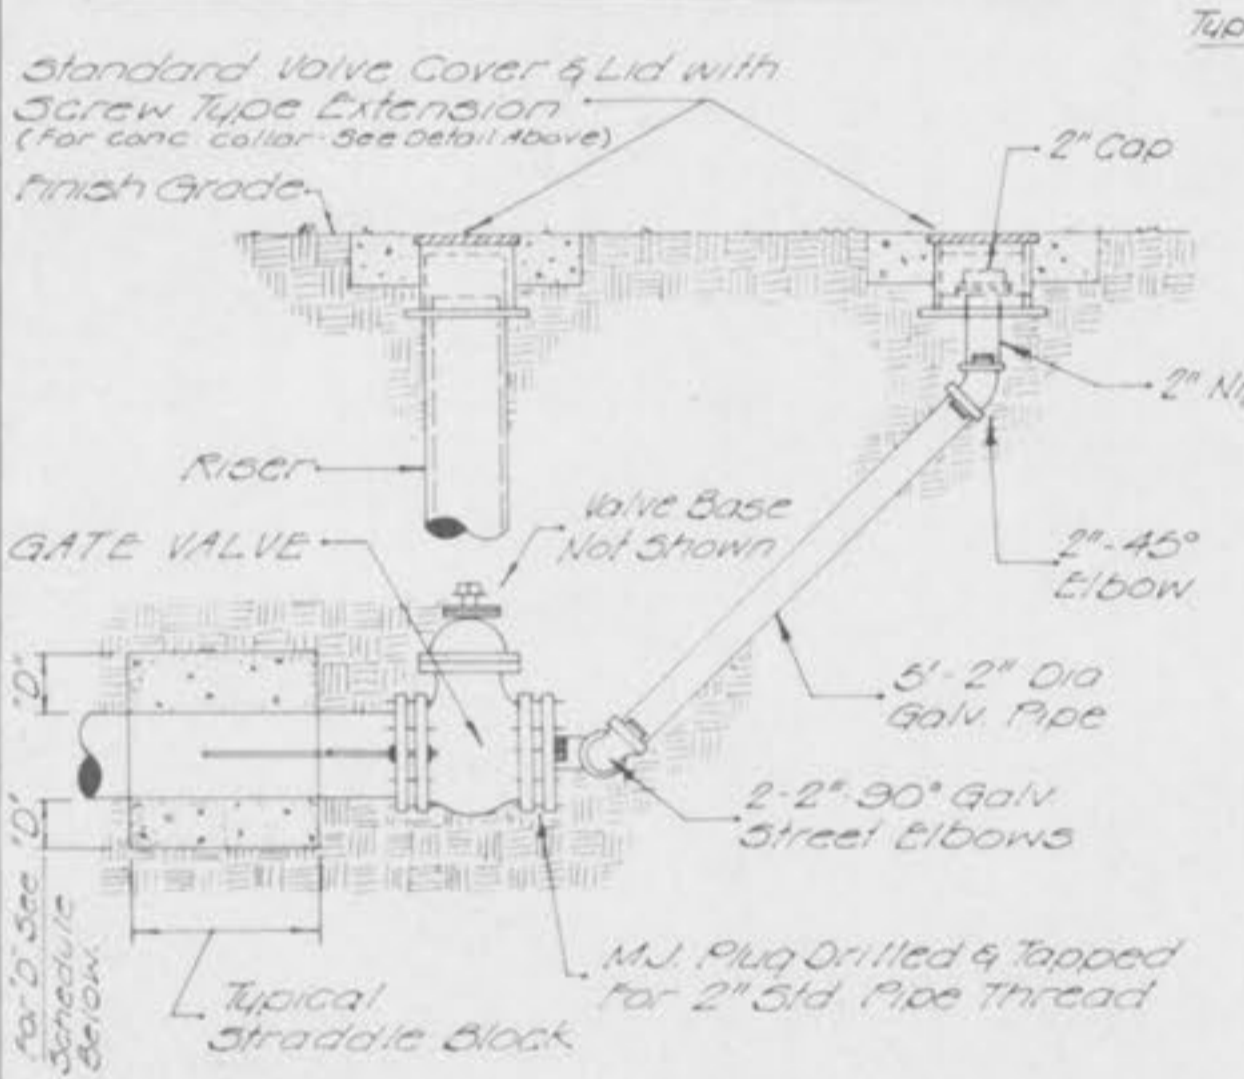 Standard Valve Cover & Lid with
Screw Type Extension
(For conc collar-See Detail Above)
Finish Grade
2" Cap
2"
Riser
Valve Base
Not Shown
GATE VALVE
2"-45°
Elbow
5'-2" Dia
Galv. Pipe
2-2"-90° Galv.
Street Elbows
"D"
"D"
For "D" See
Schedule
Below.
M.J. Plug Drilled & Tapped
For 2" Std. Pipe Thread
Typical
Straddle Block